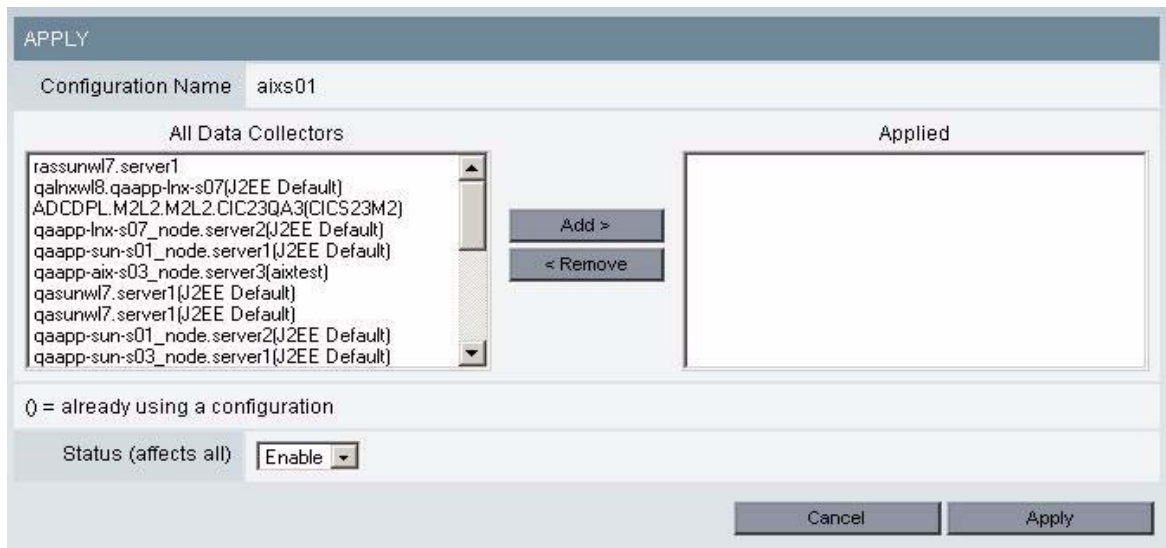 APPLY
Configuration Name aixs01
All Data Collectors Applied
rassunwl7.server1
qalnxwl8.qaapp-lnx-s07(J2EE Default)
ADCDPL.M2L2.M2L2.CIC23QA3(CICS23M2)
qaapp-lnx-s07_node.server2(J2EE Default)
qaapp-sun-s01_node.server1(J2EE Default)
qaapp-aix-s03_node.server3(aixtest)
qasunwl7.server1(J2EE Default)
qasunwl7.server1(J2EE Default)
qaapp-sun-s01_node.server2(J2EE Default)
qaapp-sun-s03_node.server1(J2EE Default)
Add >
< Remove
() = already using a configuration
Status (affects all) Enable
Cancel Apply